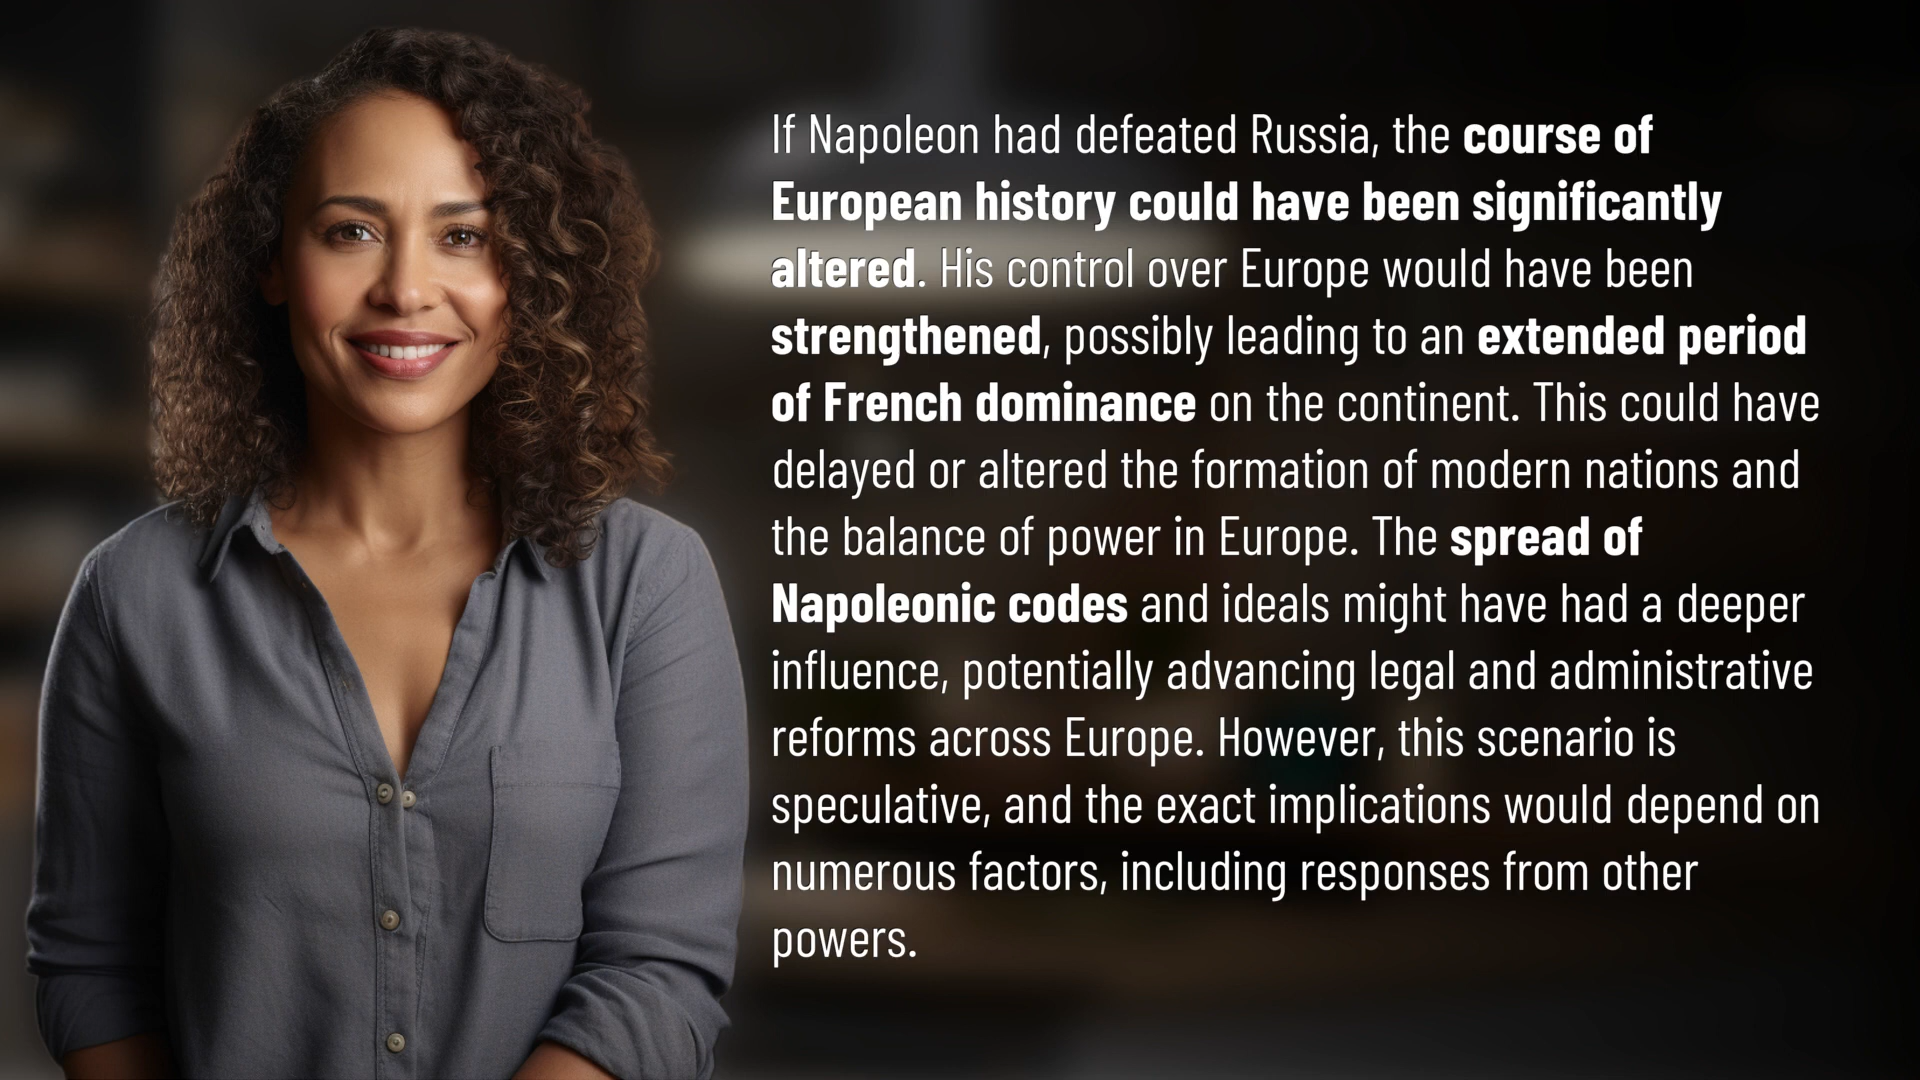 If Napoleon had defeated Russia, the course of
European history could have been significantly
altered. His control over Europe would have been
strengthened, possibly leading to an extended period
of French dominance on the continent. This could have
delayed or altered the formation of modern nations and
the balance of power in Europe. The spread of
Napoleonic codes and ideals might have had a deeper
influence, potentially advancing legal and administrative
reforms across Europe. However, this scenario is
speculative, and the exact implications would depend on
numerous factors, including responses from other
powers.